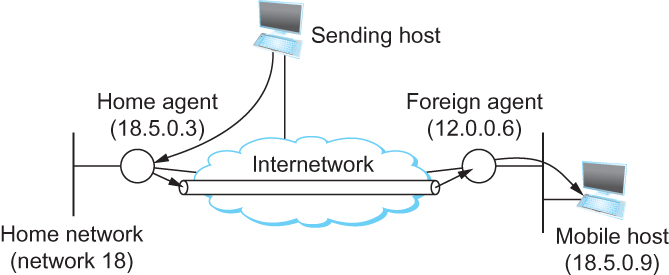 Sending host
Home agent
(18.5.0.3)
Foreign agent
(12.0.0.6)
Internetwork
Home network
(network 18)
Mobile host
(18.5.0.9)